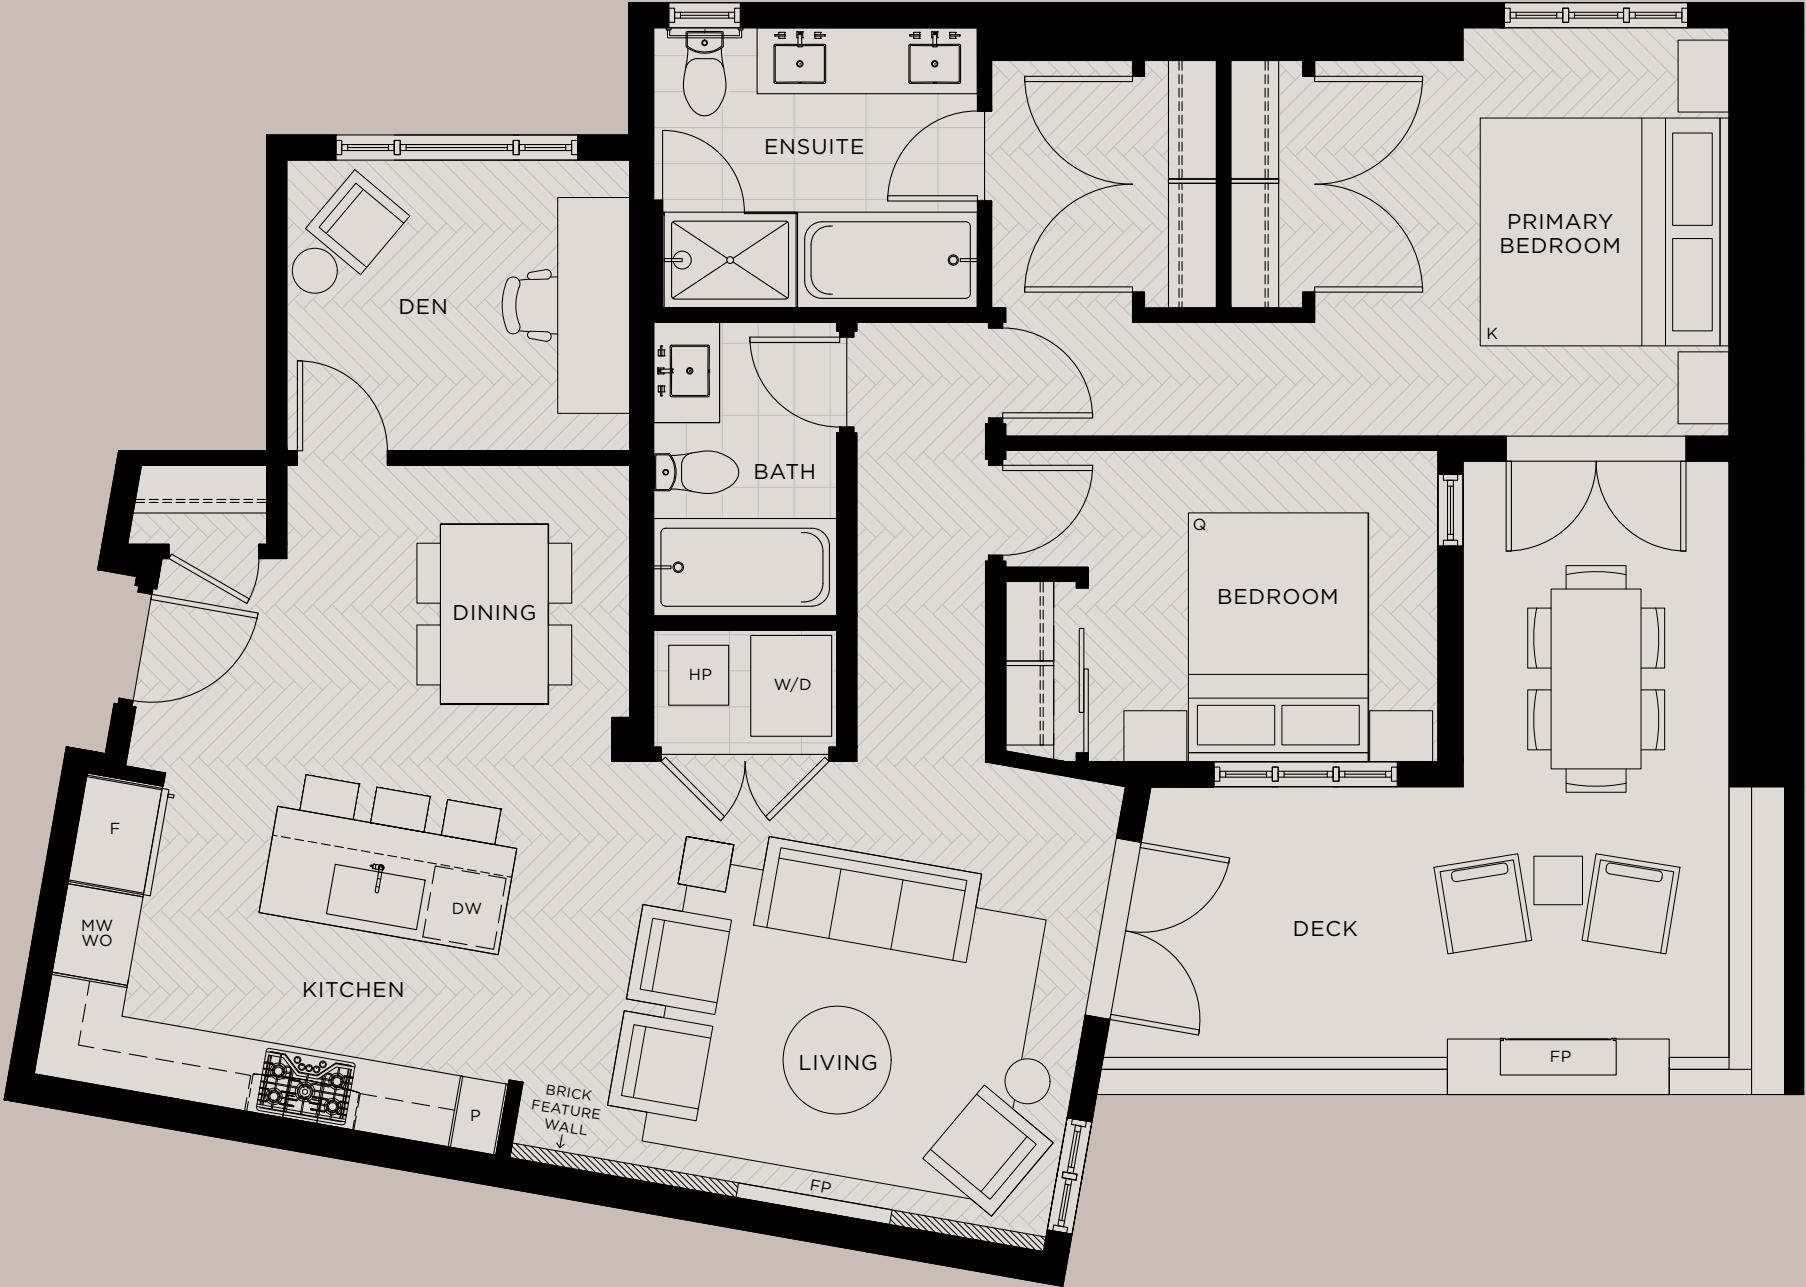 ENSUITE
PRIMARY
BEDROOM
K
DEN
BATH
Q
BEDROOM
DINING
HP
W/D
F
MW
WO
DW
KITCHEN
DECK
LIVING
FP
BRICK
FEATURE
WALL
P
FP